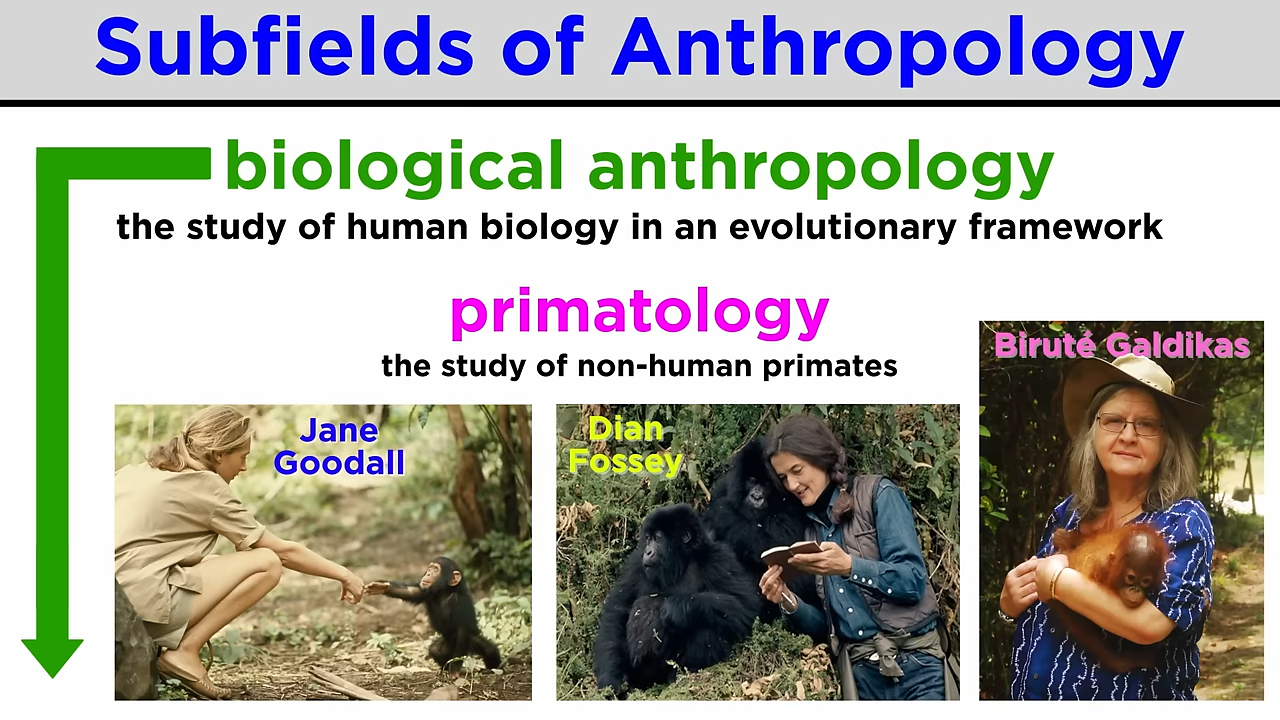 Subfields of Anthropology
biological anthropology
the study of human biology in an evolutionary framework
primatology
the study of non-human primates
Jane
Goodall
Dian
Fossey
Biruté Galdikas